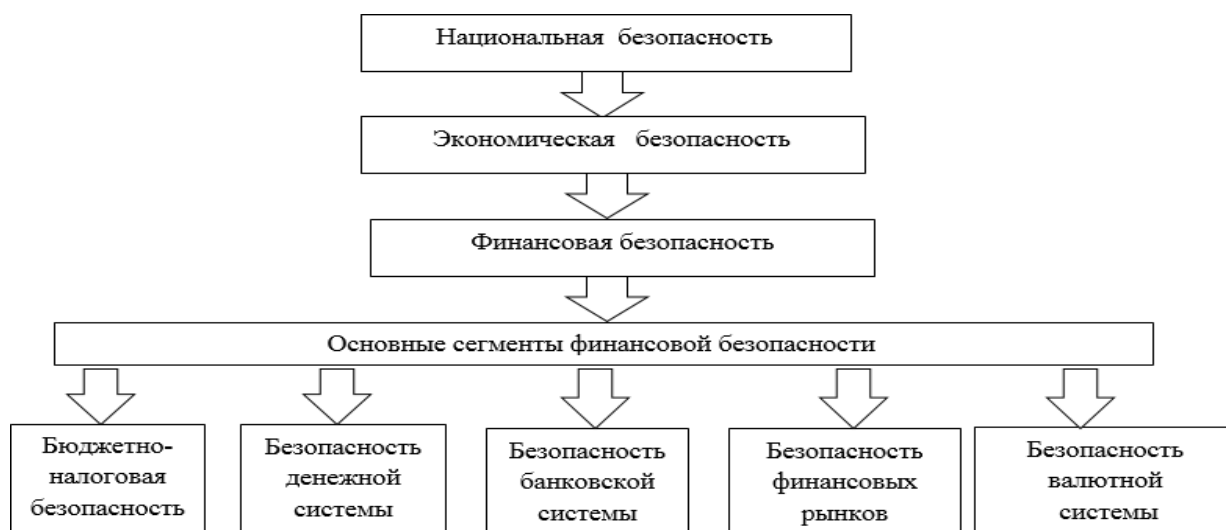 Национальная безопасность
Экономическая безопасность
Финансовая безопасность
Основные сегменты финансовой безопасности
Бюджетно-
налоговая
безопасность
Безопасность
денежной
системы
Безопасность
банковской
системы
Безопасность
финансовых
рынков
Безопасность
валютной
системы